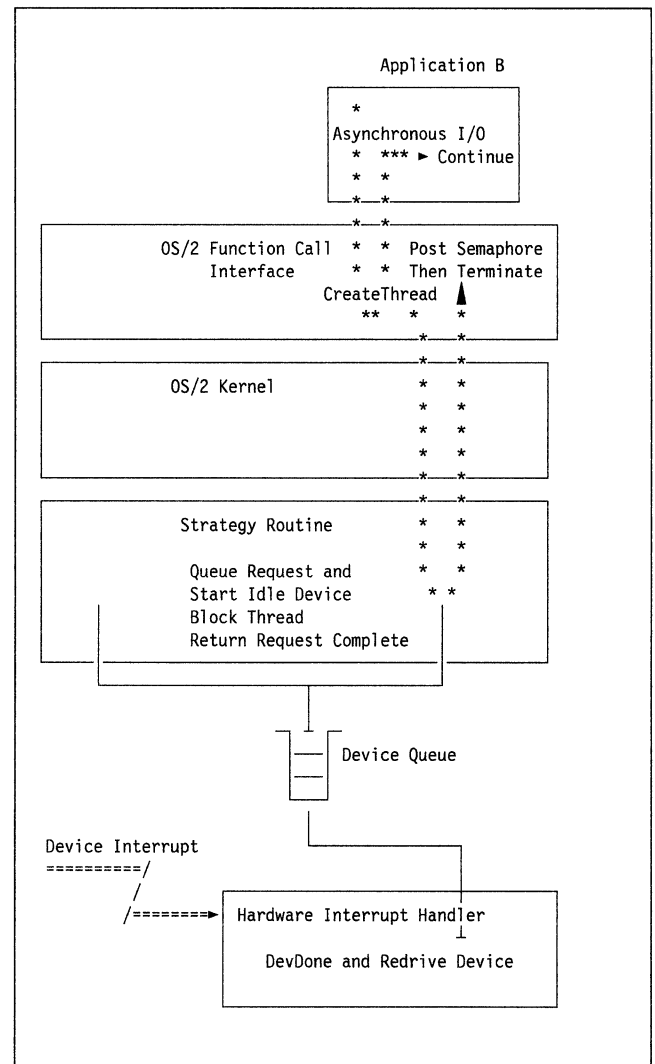 Application B
*
Asynchronous I/O
* *** ► Continue
* *
* *
* *
OS/2 Function Call * * Post Semaphore
Interface * * Then Terminate
CreateThread
** * *
* *
* *
OS/2 Kernel * *
* *
* *
* *
* *
* *
Strategy Routine * *
* *
Queue Request and * *
Start Idle Device * *
Block Thread
Return Request Complete
Device Queue
Device Interrupt
==========/
/
/========►
Hardware Interrupt Handler
DevDone and Redrive Device